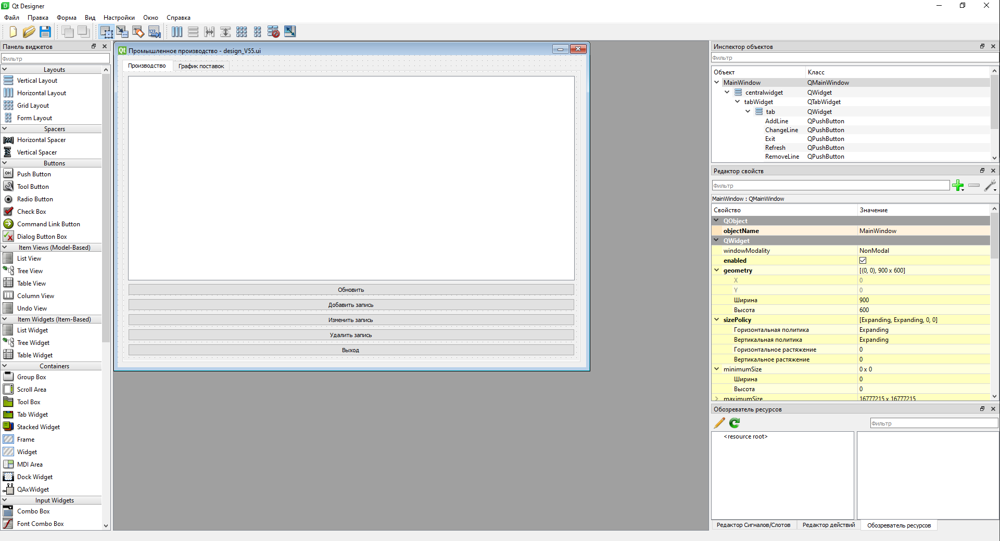 Qt Designer
Файл Правка Форма Вид Настройки Окно Справка
Панель виджетов
Фильтр
Layouts
Vertical Layout
Horizontal Layout
Grid Layout
Form Layout
Spacers
Horizontal Spacer
Vertical Spacer
Buttons
OK Push Button
Tool Button
Radio Button
Check Box
Command Link Button
Dialog Button Box
Item Views (Model-Based)
List View
Tree View
Table View
Column View
Undo View
Item Widgets (Item-Based)
List Widget
Tree Widget
Table Widget
Containers
Group Box
Scroll Area
Tool Box
Tab Widget
Stacked Widget
Frame
Widget
MDI Area
Dock Widget
QAxWidget
Input Widgets
Combo Box
Font Combo Box
Qt Промышленное производство - design_V55.ui
Производство График поставок
Обновить
Добавить запись
Изменить запись
Удалить запись
Выход
Инспектор объектов
Фильтр
Объект Класс
MainWindow QMainWindow
centralwidget QWidget
tabWidget QTabWidget
tab QWidget
AddLine QPushButton
ChangeLine QPushButton
Exit QPushButton
Refresh QPushButton
RemoveLine QPushButton
Редактор свойств
Фильтр
MainWindow : QMainWindow
Свойство Значение
QObject
objectName MainWindow
QWidget
windowModality NonModal
enabled
geometry [(0, 0), 900 x 600]
X 0
Y 0
Ширина 900
Высота 600
sizePolicy [Expanding, Expanding, 0, 0]
Горизонтальная политика Expanding
Вертикальная политика Expanding
Горизонтальное растяжение 0
Вертикальное растяжение 0
minimumSize 0 x 0
Ширина 0
Высота 0
maximumSize 16777215 x 16777215
Обозреватель ресурсов
Фильтр
<resource root>
Редактор Сигналов/Слотов Редактор действий Обозреватель ресурсов